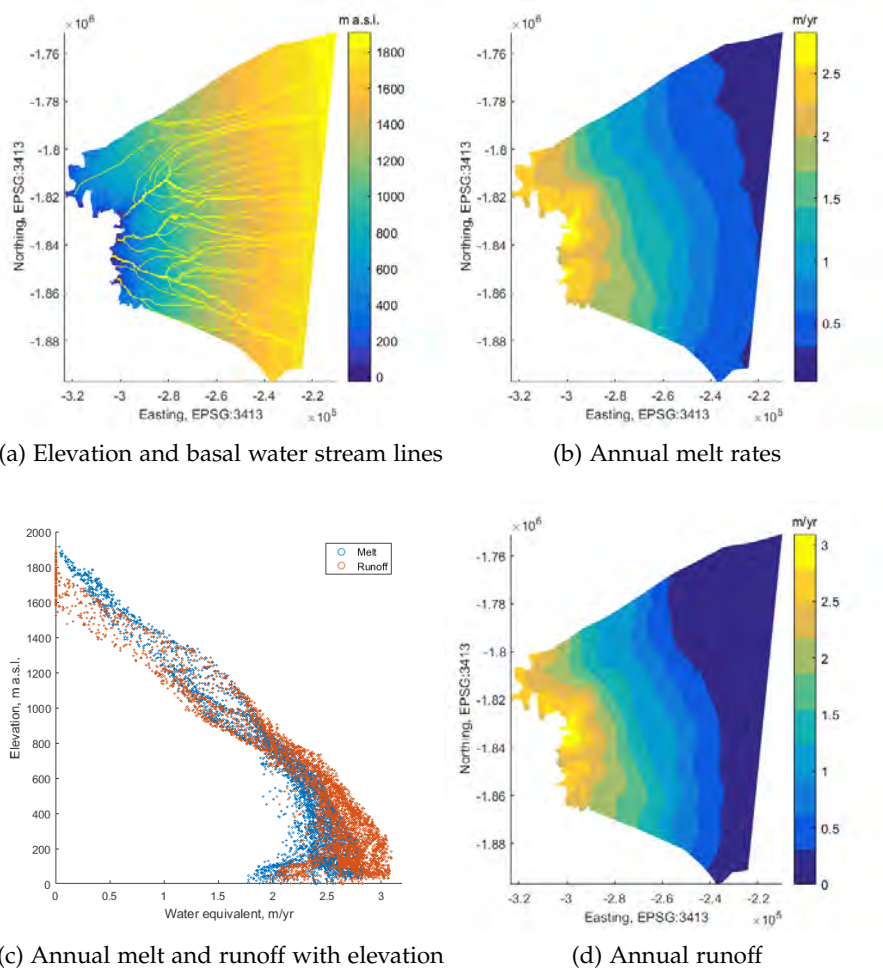 ×10⁶
m a.s.l.
-1.76
-1.78
-1.8
-1.82
-1.84
-1.86
-1.88
Northing, EPSG:3413
1800
1600
1400
1200
1000
800
600
400
200
0
-3.2 -3 -2.8 -2.6 -2.4 -2.2
Easting, EPSG:3413 ×10⁵
(a) Elevation and basal water stream lines
×10⁶
m/yr
-1.76
-1.78
-1.8
-1.82
-1.84
-1.86
-1.88
Northing, EPSG:3413
2.5
2
1.5
1
0.5
-3.2 -3 -2.8 -2.6 -2.4 -2.2
Easting, EPSG:3413 ×10⁵
(b) Annual melt rates
2000
1800
1600
1400
1200
1000
800
600
400
200
0
Elevation, m a.s.l.
Melt
Runoff
0 0.5 1 1.5 2 2.5 3
Water equivalent, m/yr
(c) Annual melt and runoff with elevation
×10⁶
m/yr
-1.76
-1.78
-1.8
-1.82
-1.84
-1.86
-1.88
Northing, EPSG:3413
3
2.5
2
1.5
1
0.5
0
-3.2 -3 -2.8 -2.6 -2.4 -2.2
Easting, EPSG:3413 ×10⁵
(d) Annual runoff